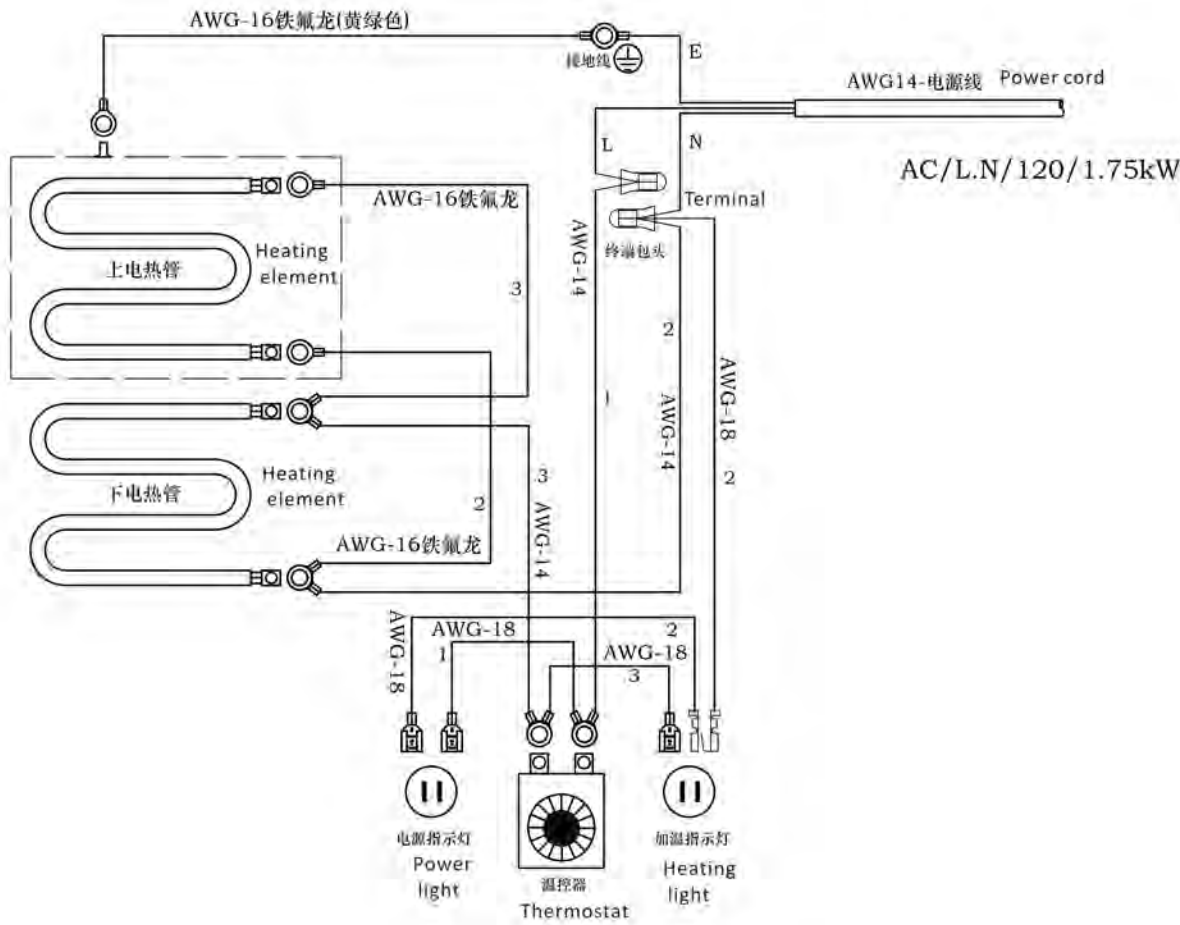 AWG-16铁氟龙(黄绿色)
接地线
E
AWG14-电源线 Power cord
L
N
AC/L.N/120/1.75kW
AWG-16铁氟龙
Terminal
终端包头
AWG-14
上电热管
Heating
element
3
2
AWG-18
1
AWG-14
2
下电热管
Heating
element
3
2
AWG-14
AWG-16铁氟龙
AWG-18
AWG-18
1
2
AWG-18
3
电源指示灯
Power
light
温控器
Thermostat
加温指示灯
Heating
light